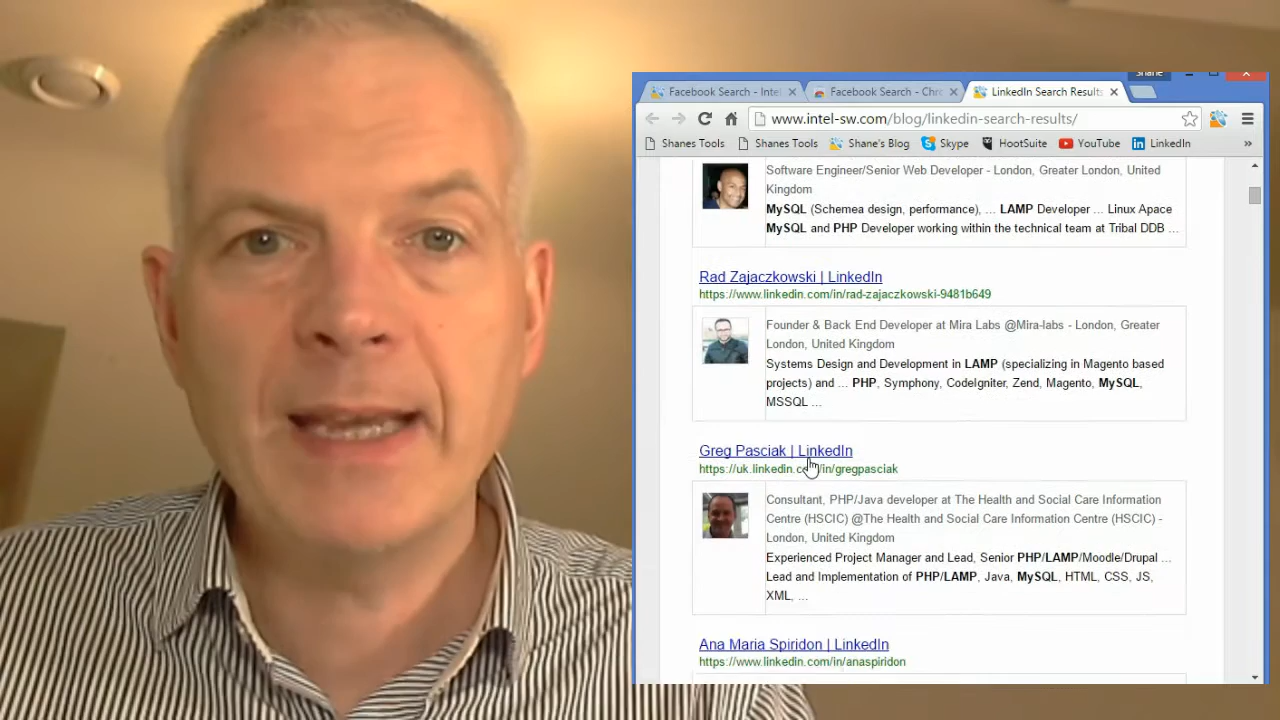 Shane
Facebook Search - Intel
Facebook Search - Chro
LinkedIn Search Results
www.intel-sw.com/blog/linkedin-search-results/
Shanes Tools
Shanes Tools
Shane's Blog
Skype
HootSuite
YouTube
LinkedIn
»
Software Engineer/Senior Web Developer - London, Greater London, United
Kingdom
MySQL (Schemea design, performance), ... LAMP Developer ... Linux Apace
MySQL and PHP Developer working within the technical team at Tribal DDB ...
Rad Zajaczkowski | LinkedIn
https://www.linkedin.com/in/rad-zajaczkowski-9481b649
Founder & Back End Developer at Mira Labs @Mira-labs - London, Greater
London, United Kingdom
Systems Design and Development in LAMP (specializing in Magento based
projects) and ... PHP, Symphony, CodeIgniter, Zend, Magento, MySQL,
MSSQL ...
Greg Pasciak | LinkedIn
https://uk.linkedin.com/in/gregpasciak
Consultant, PHP/Java developer at The Health and Social Care Information
Centre (HSCIC) @The Health and Social Care Information Centre (HSCIC) -
London, United Kingdom
Experienced Project Manager and Lead, Senior PHP/LAMP/Moodle/Drupal ...
Lead and Implementation of PHP/LAMP, Java, MySQL, HTML, CSS, JS,
XML, ...
Ana Maria Spiridon | LinkedIn
https://www.linkedin.com/in/anaspiridon